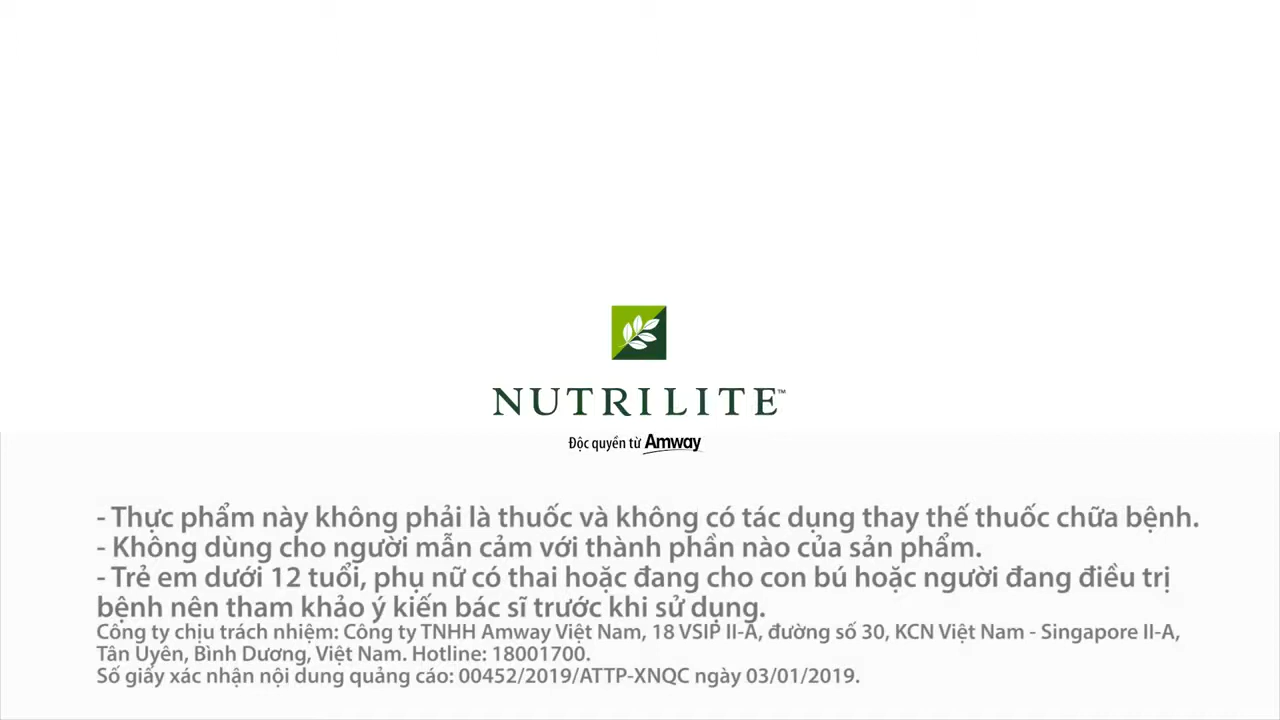 NUTRILITE™
Độc quyền từ Amway
- Thực phẩm này không phải là thuốc và không có tác dụng thay thế thuốc chữa bệnh.
- Không dùng cho người mẫn cảm với thành phần nào của sản phẩm.
- Trẻ em dưới 12 tuổi, phụ nữ có thai hoặc đang cho con bú hoặc người đang điều trị
bệnh nên tham khảo ý kiến bác sĩ trước khi sử dụng.
Công ty chịu trách nhiệm: Công ty TNHH Amway Việt Nam, 18 VSIP II-A, đường số 30, KCN Việt Nam - Singapore II-A,
Tân Uyên, Bình Dương, Việt Nam. Hotline: 18001700.
Số giấy xác nhận nội dung quảng cáo: 00452/2019/ATTP-XNQC ngày 03/01/2019.